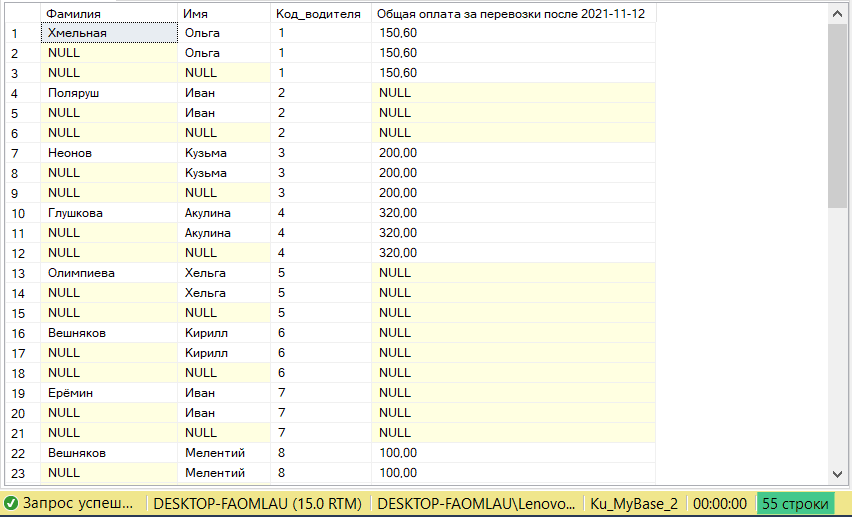 Фамилия Имя Код_водителя Общая оплата за перевозки после 2021-11-12
1 Хмельная Ольга 1 150,60
2 NULL Ольга 1 150,60
3 NULL NULL 1 150,60
4 Поляруш Иван 2 NULL
5 NULL Иван 2 NULL
6 NULL NULL 2 NULL
7 Неонов Кузьма 3 200,00
8 NULL Кузьма 3 200,00
9 NULL NULL 3 200,00
10 Глушкова Акулина 4 320,00
11 NULL Акулина 4 320,00
12 NULL NULL 4 320,00
13 Олимпиева Хельга 5 NULL
14 NULL Хельга 5 NULL
15 NULL NULL 5 NULL
16 Вешняков Кирилл 6 NULL
17 NULL Кирилл 6 NULL
18 NULL NULL 6 NULL
19 Ерёмин Иван 7 NULL
20 NULL Иван 7 NULL
21 NULL NULL 7 NULL
22 Вешняков Мелентий 8 100,00
23 NULL Мелентий 8 100,00
Запрос успеш... DESKTOP-FAOMLAU (15.0 RTM) DESKTOP-FAOMLAU\Lenovo... Ku_MyBase_2 00:00:00 55 строки